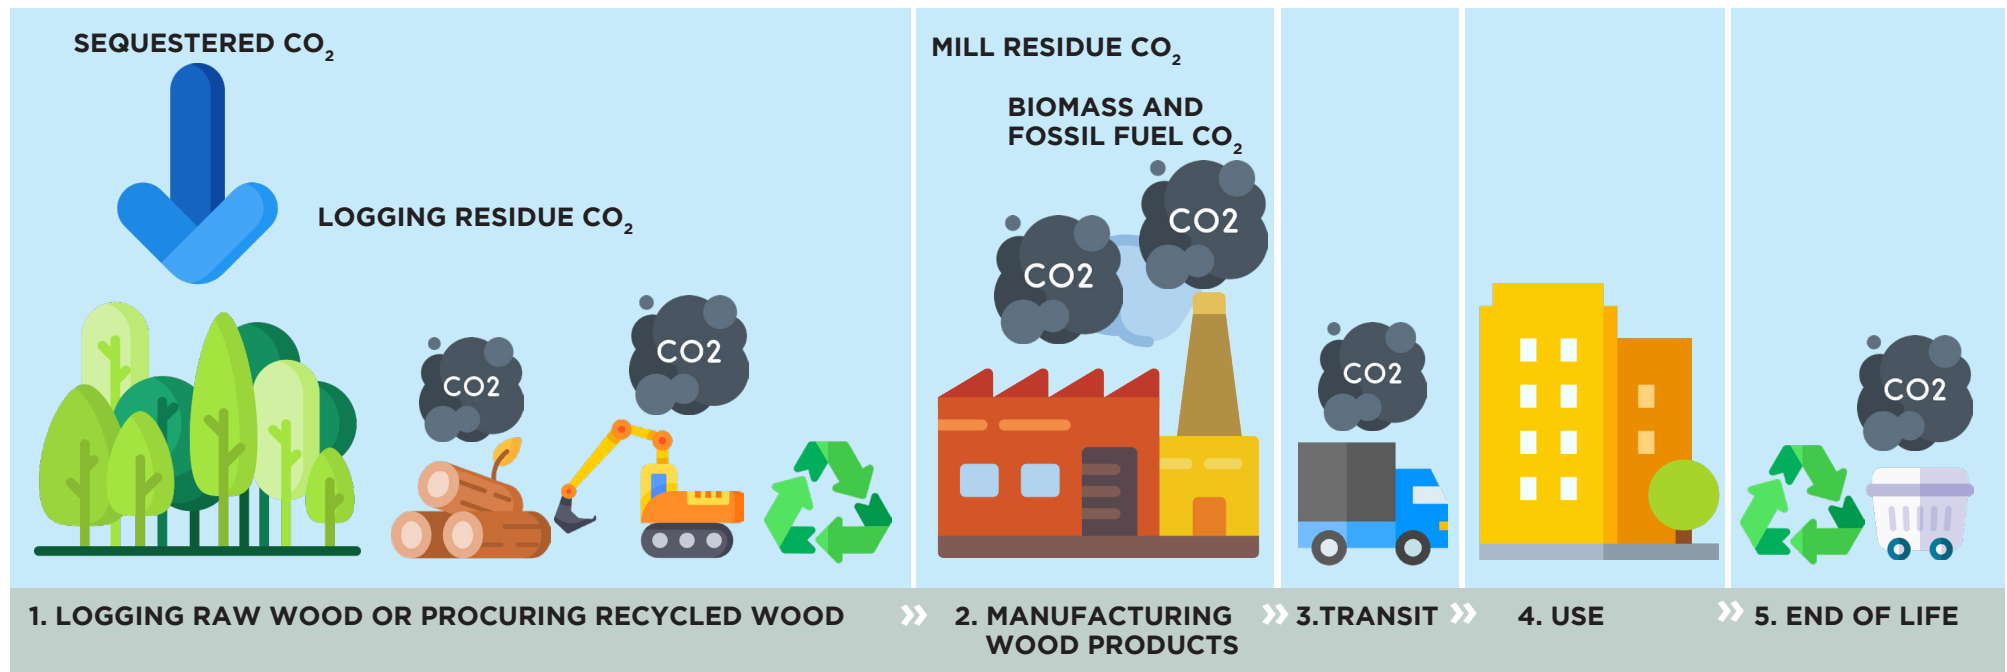 SEQUESTERED CO₂
LOGGING RESIDUE CO₂
CO2
CO2
MILL RESIDUE CO₂
BIOMASS AND
FOSSIL FUEL CO₂
CO2
CO2
CO2
CO2
1. LOGGING RAW WOOD OR PROCURING RECYCLED WOOD
2. MANUFACTURING
WOOD PRODUCTS
3.TRANSIT
4. USE
5. END OF LIFE